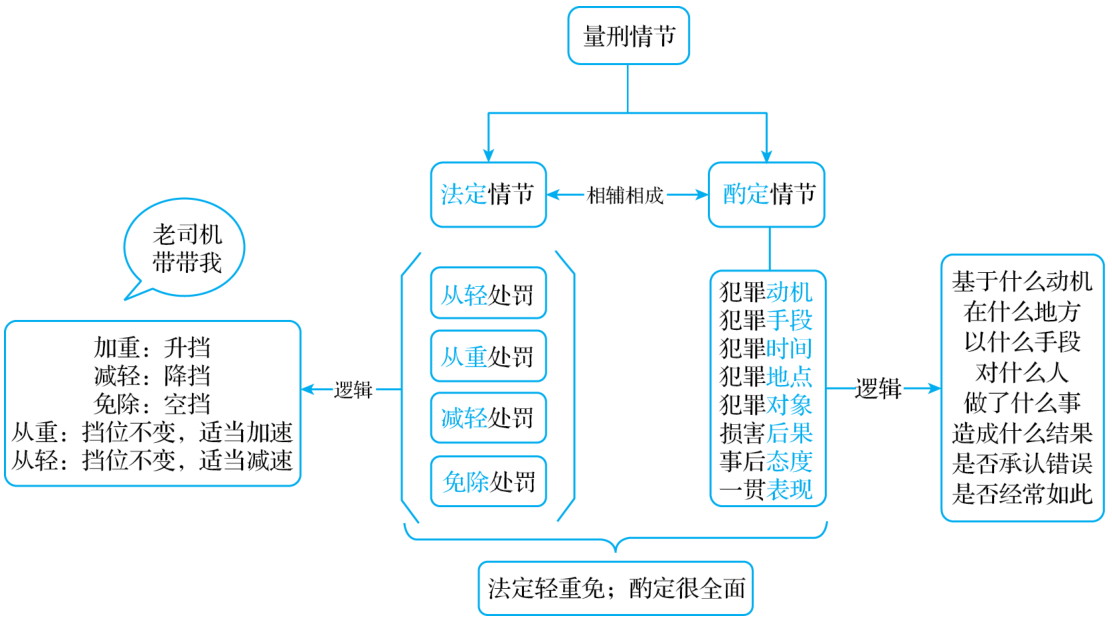 量刑情节
法定情节
相辅相成
酌定情节
老司机
带带我
加重：升挡
减轻：降挡
免除：空挡
从重：挡位不变，适当加速
从轻：挡位不变，适当减速
逻辑
从轻处罚
从重处罚
减轻处罚
免除处罚
犯罪动机
犯罪手段
犯罪时间
犯罪地点
犯罪对象
损害后果
事后态度
一贯表现
逻辑
基于什么动机
在什么地方
以什么手段
对什么人
做了什么事
造成什么结果
是否承认错误
是否经常如此
法定轻重免；酌定很全面